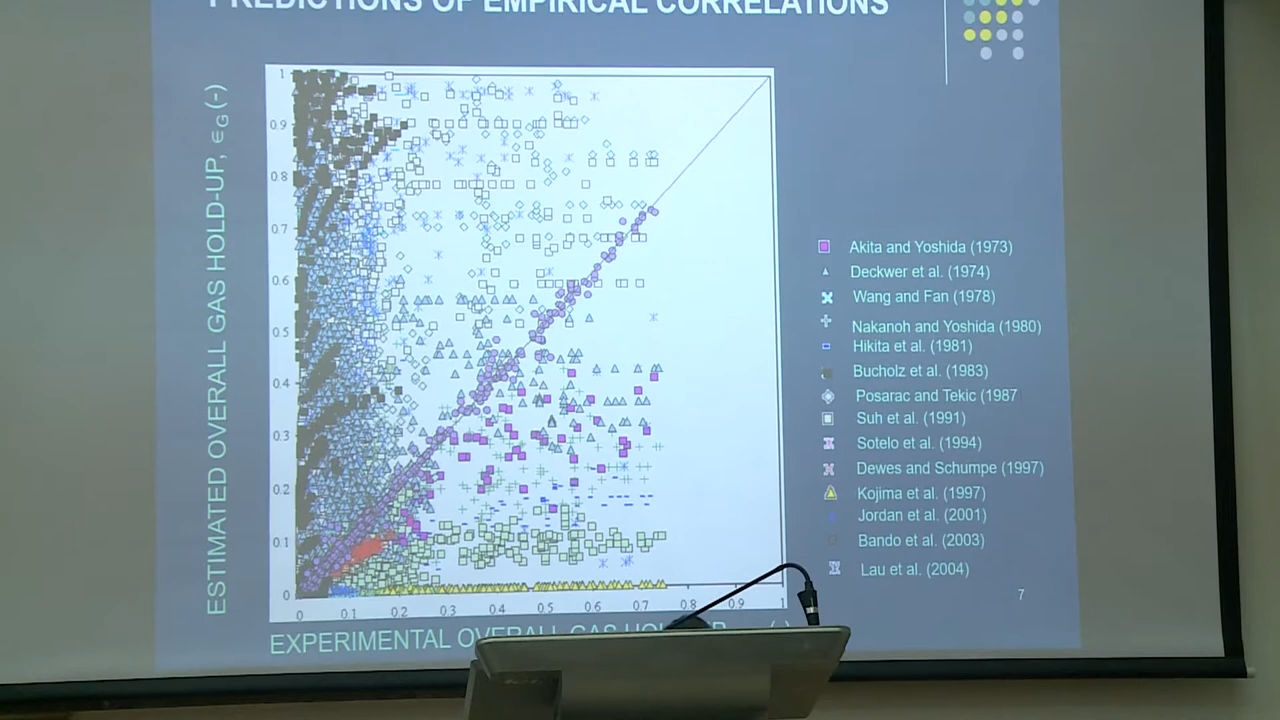 PREDICTIONS OF EMPIRICAL CORRELATIONS
ESTIMATED OVERALL GAS HOLD-UP, ϵG (-)
1
0.9
0.8
0.7
0.6
0.5
0.4
0.3
0.2
0.1
0
0 0.1 0.2 0.3 0.4 0.5 0.6 0.7 0.8 0.9 1
EXPERIMENTAL OVERALL GAS
Akita and Yoshida (1973)
Deckwer et al. (1974)
Wang and Fan (1978)
Nakanoh and Yoshida (1980)
Hikita et al. (1981)
Bucholz et al. (1983)
Posarac and Tekic (1987
Suh et al. (1991)
Sotelo et al. (1994)
Dewes and Schumpe (1997)
Kojima et al. (1997)
Jordan et al. (2001)
Bando et al. (2003)
Lau et al. (2004)
7